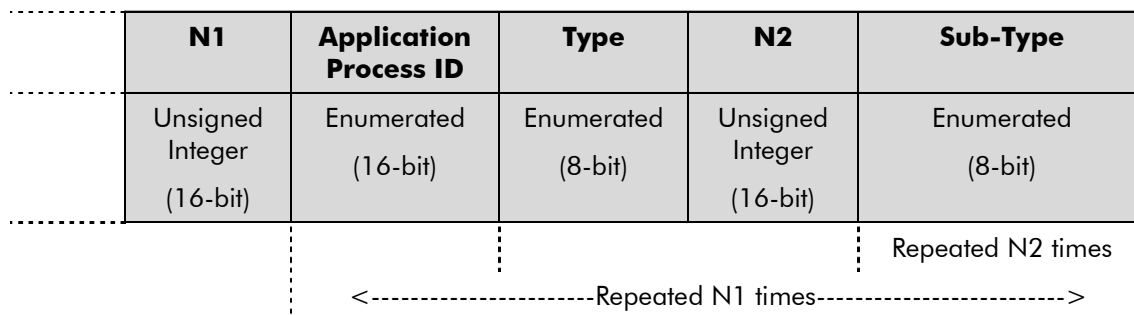 N1 Application Process ID Type N2 Sub-Type
Unsigned Integer Enumerated Enumerated Unsigned Integer Enumerated
(16-bit) (16-bit) (8-bit) (16-bit) (8-bit)
Repeated N2 times
<-----------------------Repeated N1 times-------------------------->